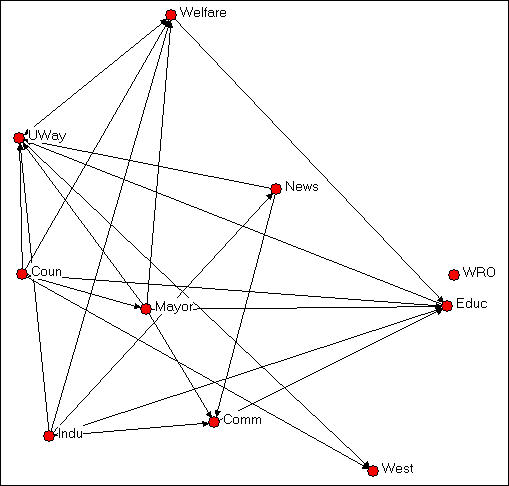 Welfare
UWay
News
Coun
WRO
Educ
Mayor
Comm
Indu
West